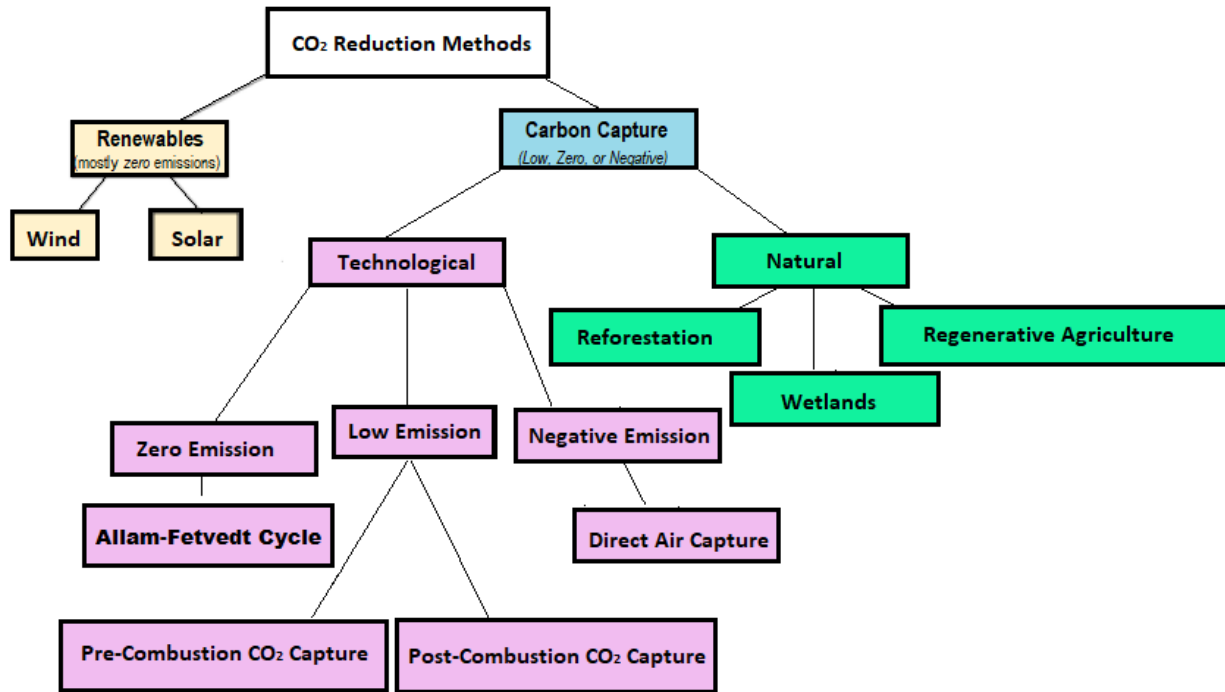 CO₂ Reduction Methods
Renewables
(mostly zero emissions)
Carbon Capture
(Low, Zero, or Negative)
Wind
Solar
Technological
Natural
Reforestation
Regenerative Agriculture
Wetlands
Zero Emission
Low Emission
Negative Emission
Allam-Fetvedt Cycle
Direct Air Capture
Pre-Combustion CO₂ Capture
Post-Combustion CO₂ Capture